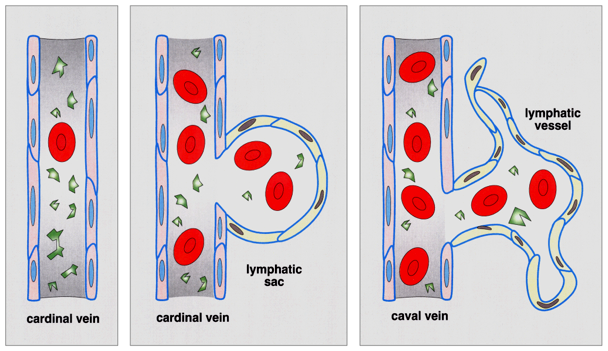 cardinal vein
lymphatic
sac
cardinal vein
lymphatic
vessel
caval vein